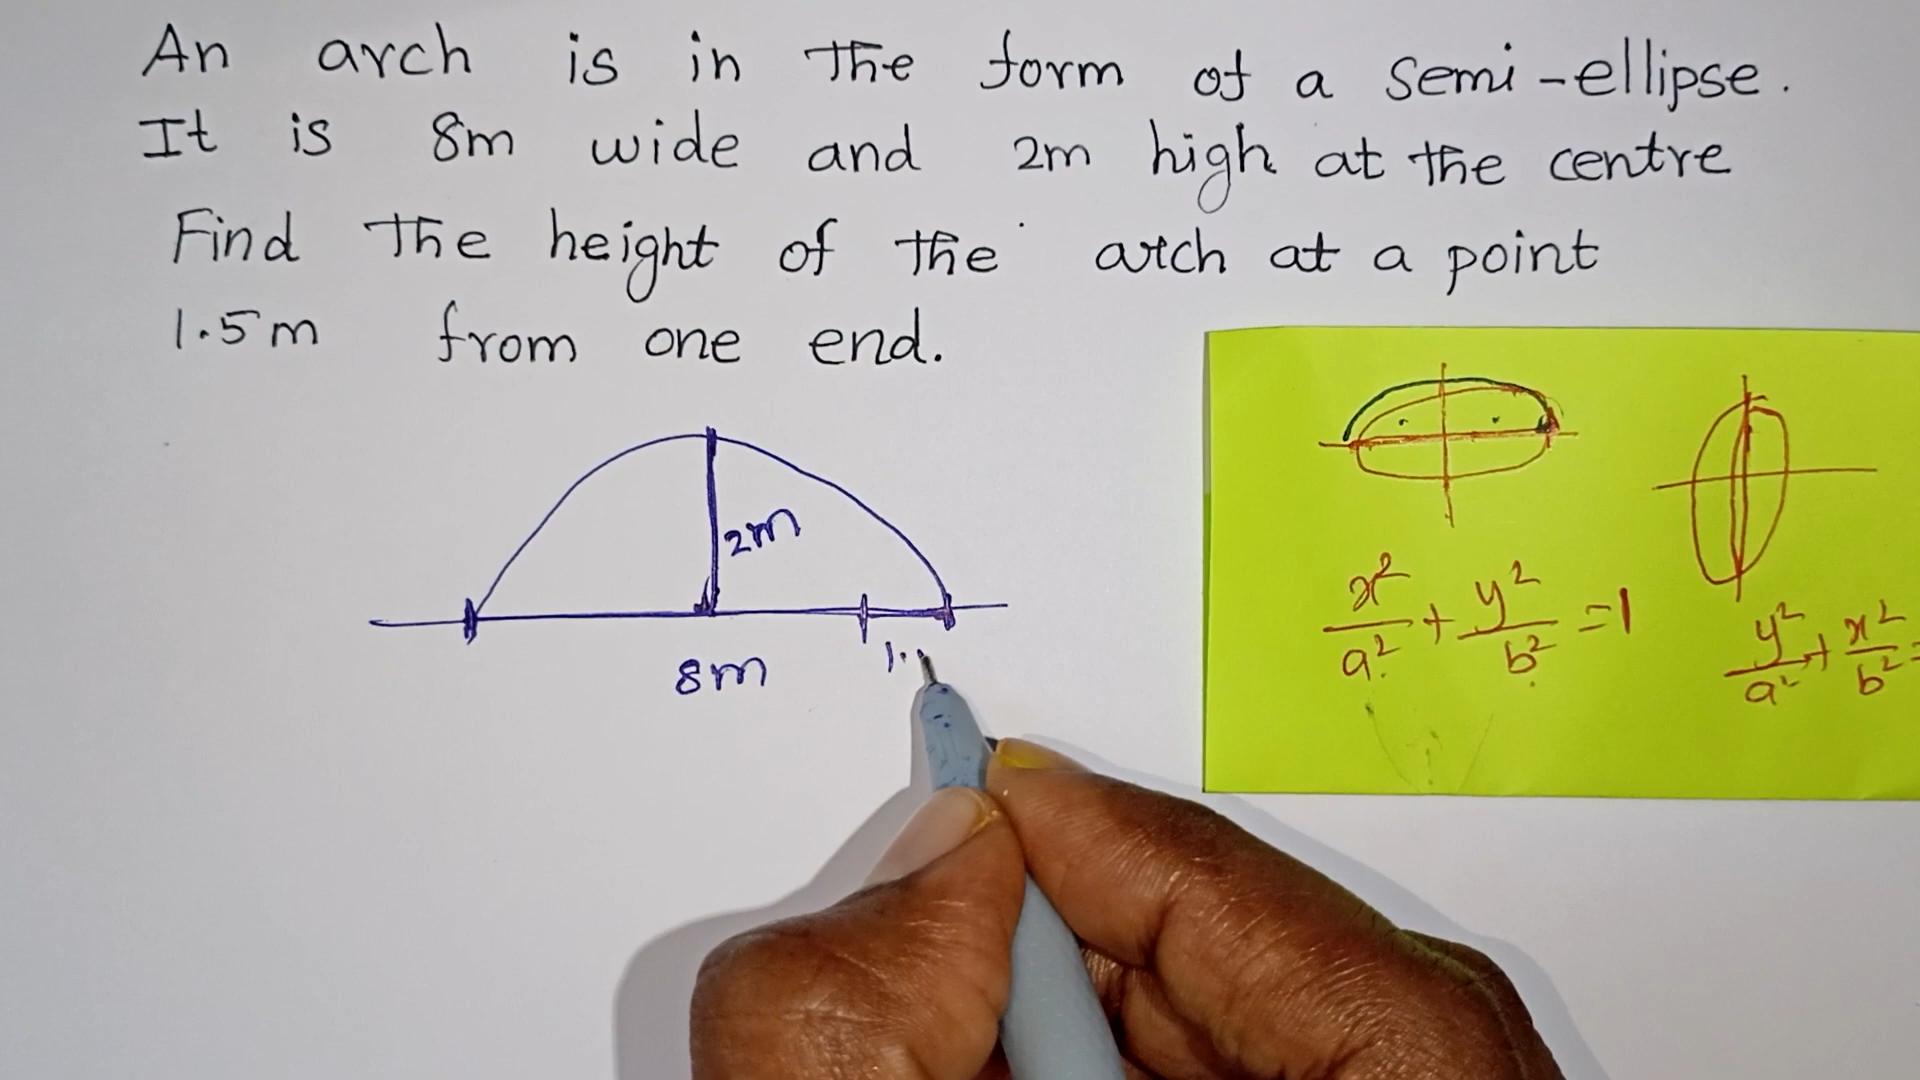 An arch is in the form of a semi-ellipse.
It is 8m wide and 2m high at the centre
Find the height of the arch at a point
1.5m from one end.
2m
8m
1.
x²/a² + y²/b² = 1
y²/a² + x²/b² =